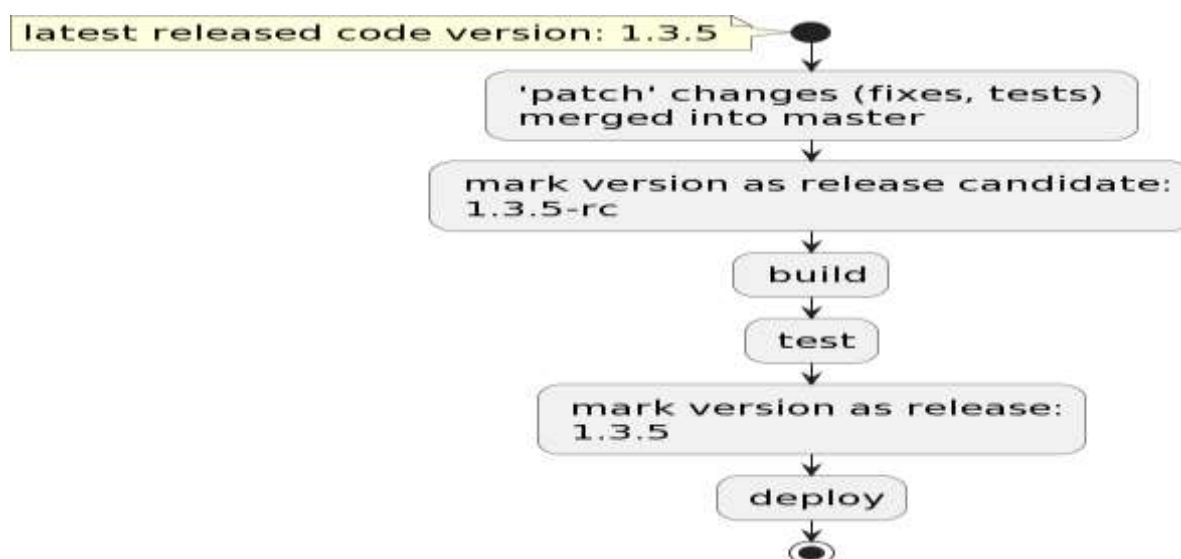 latest released code version: 1.3.5
'patch' changes (fixes, tests)
merged into master
mark version as release candidate:
1.3.5-rc
build
test
mark version as release:
1.3.5
deploy